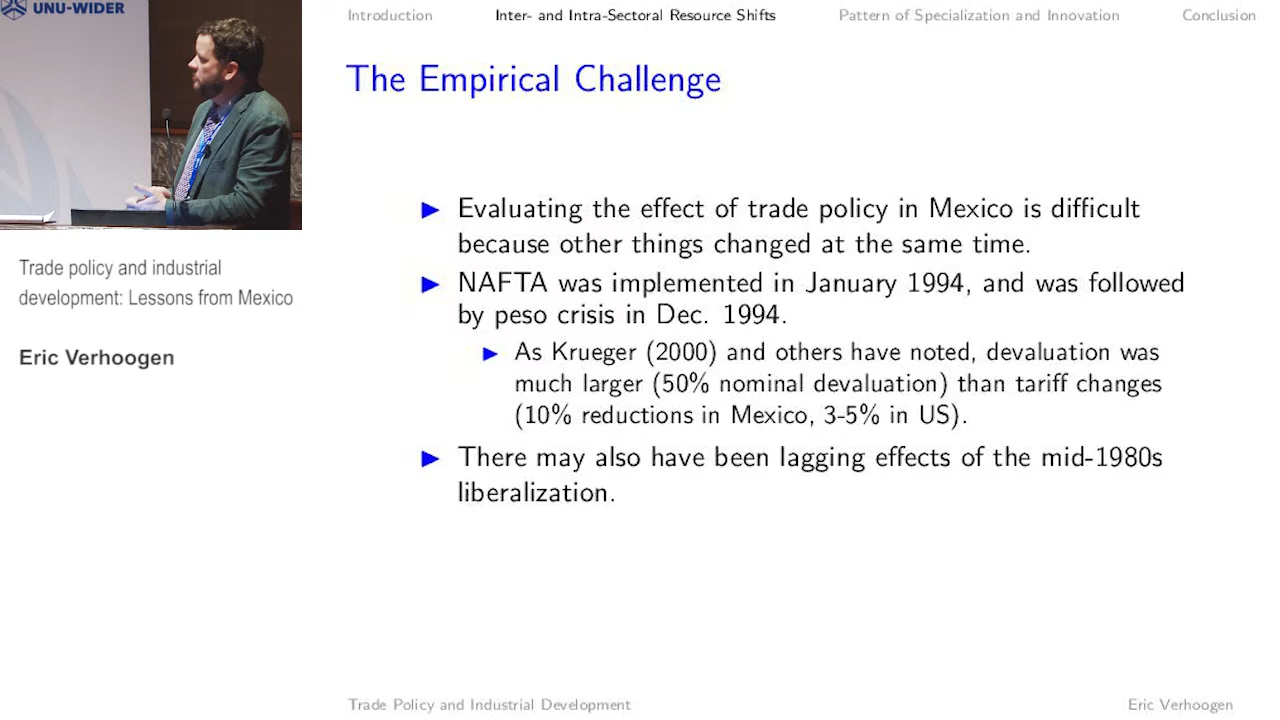 UNU-WIDER
Introduction
Inter- and Intra-Sectoral Resource Shifts
Pattern of Specialization and Innovation
Conclusion
The Empirical Challenge
Evaluating the effect of trade policy in Mexico is difficult
because other things changed at the same time.
NAFTA was implemented in January 1994, and was followed
by peso crisis in Dec. 1994.
As Krueger (2000) and others have noted, devaluation was
much larger (50% nominal devaluation) than tariff changes
(10% reductions in Mexico, 3-5% in US).
There may also have been lagging effects of the mid-1980s
liberalization.
Trade policy and industrial
development: Lessons from Mexico
Eric Verhoogen
Trade Policy and Industrial Development
Eric Verhoogen